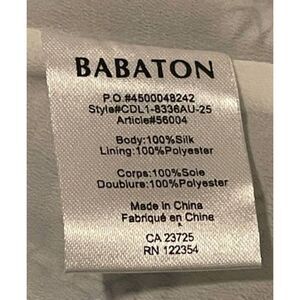 BABATON
P.O.#4500048242
Style#CDL1-8336AU-25
Article#56004
Body:100%Silk
Lining:100%Polyester
Corps:100%Soie
Doublure:100%Polyester
Made in China
Fabriqué en Chine
CA 23725
RN 122354